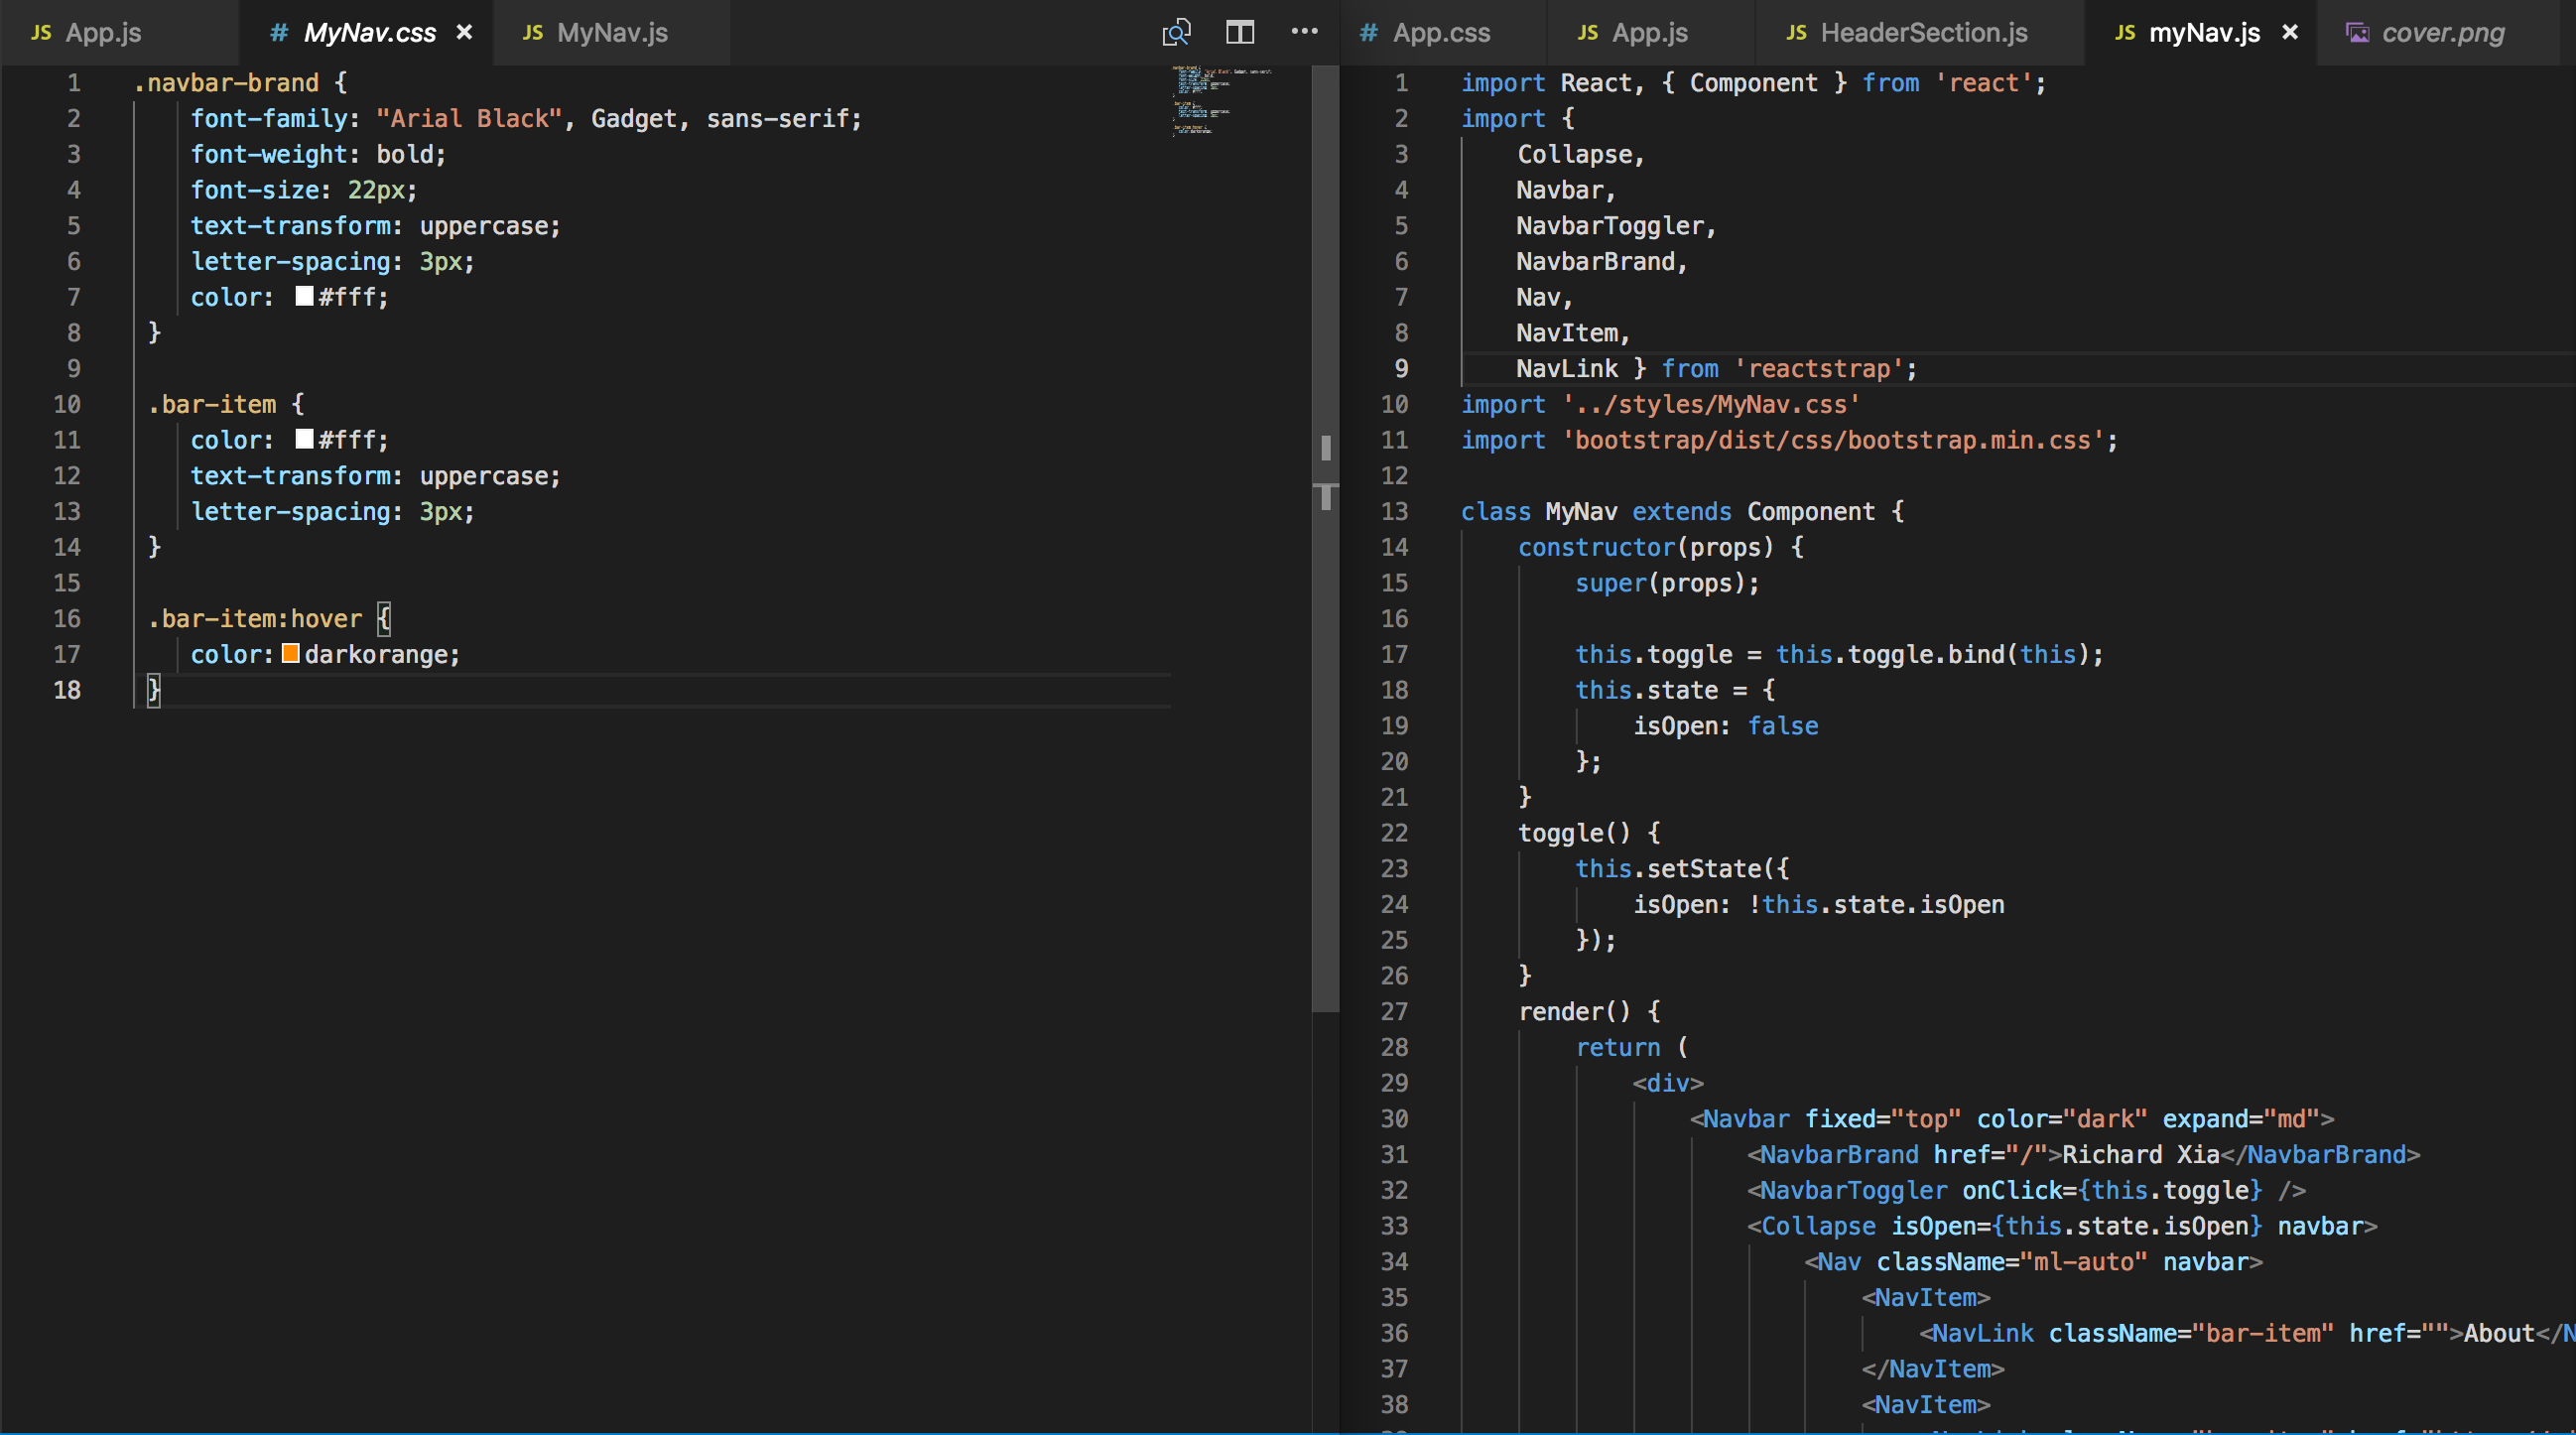 App.js
MyNav.css
MyNav.js
1 .navbar-brand {
2 font-family: "Arial Black", Gadget, sans-serif;
3 font-weight: bold;
4 font-size: 22px;
5 text-transform: uppercase;
6 letter-spacing: 3px;
7 color: #fff;
8 }
9
10 .bar-item {
11 color: #fff;
12 text-transform: uppercase;
13 letter-spacing: 3px;
14 }
15
16 .bar-item:hover {
17 color:darkorange;
18 }
App.css
App.js
HeaderSection.js
myNav.js
cover.png
1 import React, { Component } from 'react';
2 import {
3 Collapse,
4 Navbar,
5 NavbarToggler,
6 NavbarBrand,
7 Nav,
8 NavItem,
9 NavLink } from 'reactstrap';
10 import '../styles/MyNav.css'
11 import 'bootstrap/dist/css/bootstrap.min.css';
12
13 class MyNav extends Component {
14 constructor(props) {
15 super(props);
16
17 this.toggle = this.toggle.bind(this);
18 this.state = {
19 isOpen: false
20 };
21 }
22 toggle() {
23 this.setState({
24 isOpen: !this.state.isOpen
25 });
26 }
27 render() {
28 return (
29 <div>
30 <Navbar fixed="top" color="dark" expand="md">
31 <NavbarBrand href="/">Richard Xia</NavbarBrand>
32 <NavbarToggler onClick={this.toggle} />
33 <Collapse isOpen={this.state.isOpen} navbar>
34 <Nav className="ml-auto" navbar>
35 <NavItem>
36 <NavLink className="bar-item" href="">About</N
37 </NavItem>
38 <NavItem>